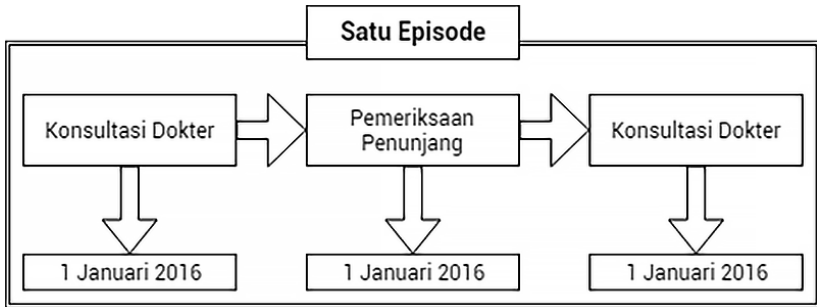 Satu Episode
Konsultasi Dokter
Pemeriksaan
Penunjang
Konsultasi Dokter
1 Januari 2016
1 Januari 2016
1 Januari 2016